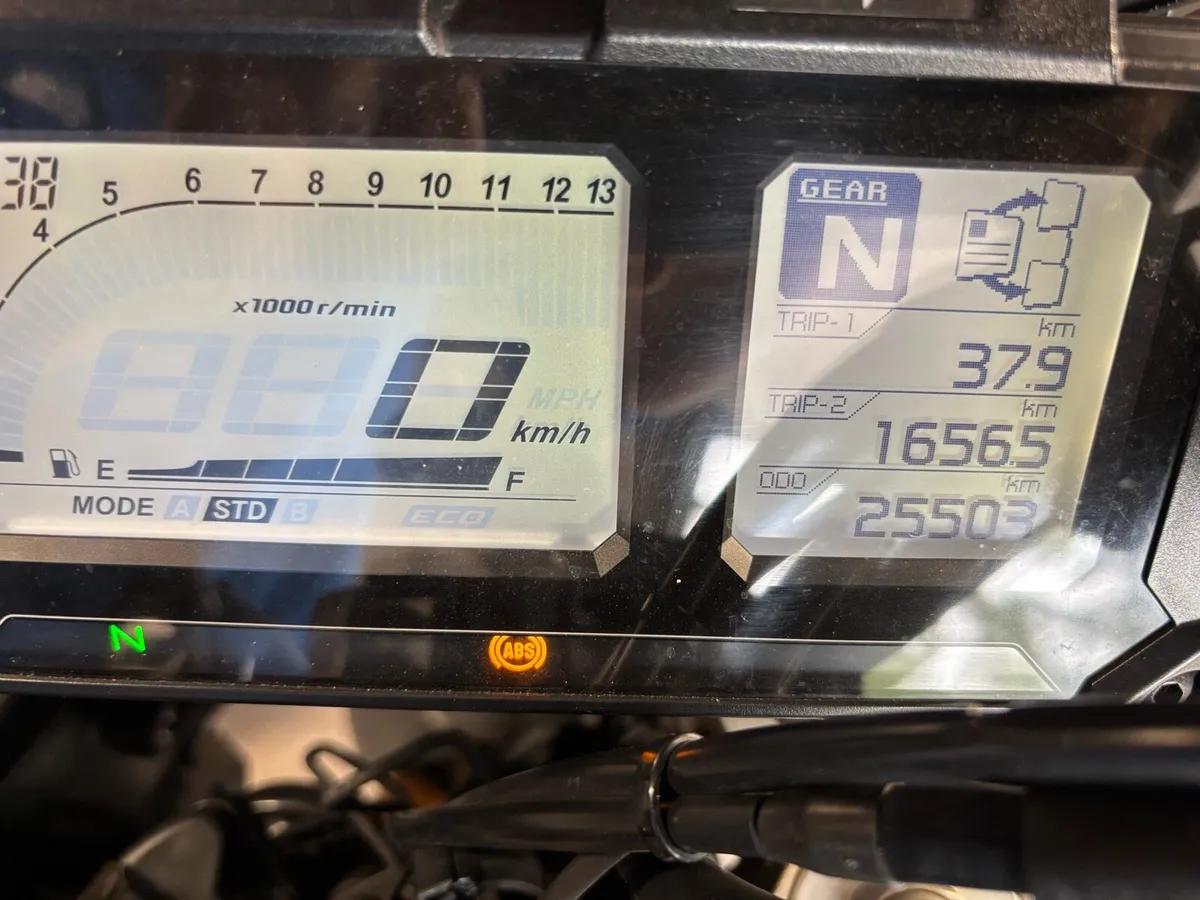 38
4 5 6 7 8 9 10 11 12 13
x1000 r/min
0
MPH
km/h
E F
MODE A STD B ECO
GEAR
N
TRIP-1 km
37.9
TRIP-2 km
1656.5
ODO km
25503
N ABS